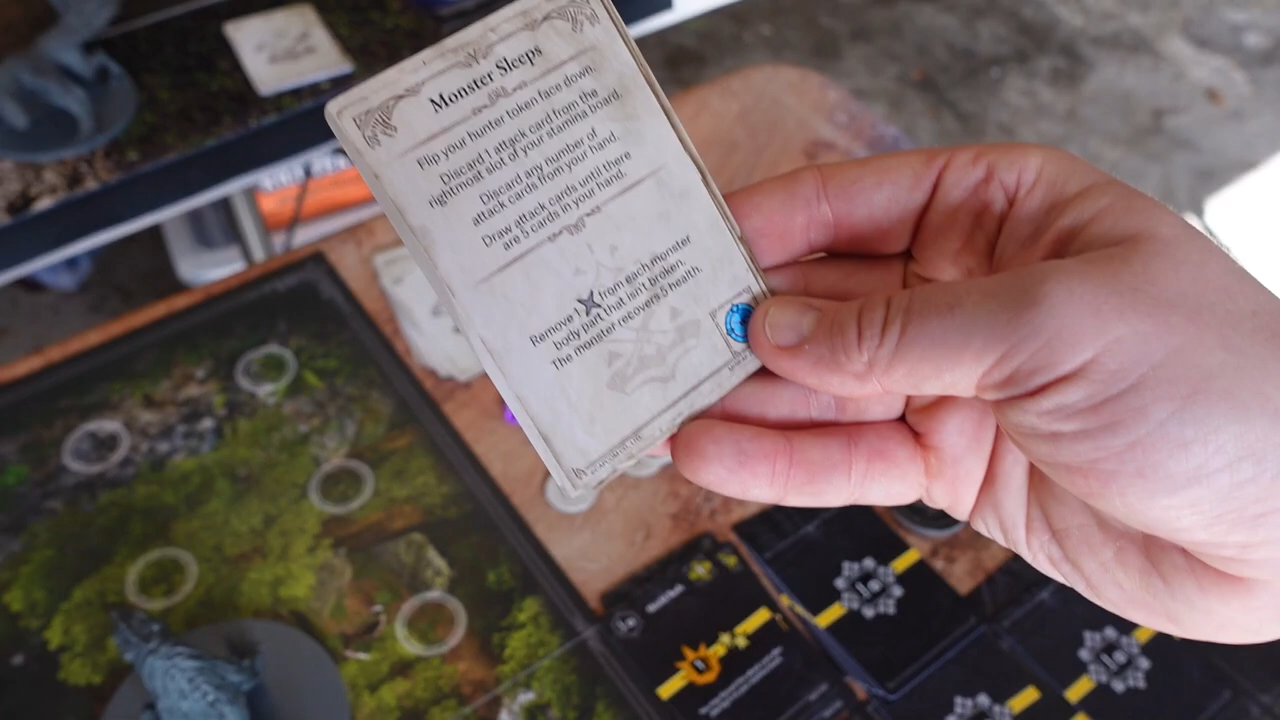 Monster Sleeps
Flip your hunter token face down.
Discard 1 attack card from the
rightmost slot of your stamina board.
Discard any number of
attack cards from your hand.
Draw attack cards until there
are 5 cards in your hand.
Remove 1 from each monster
body part that isn't broken.
The monster recovers 5 health.